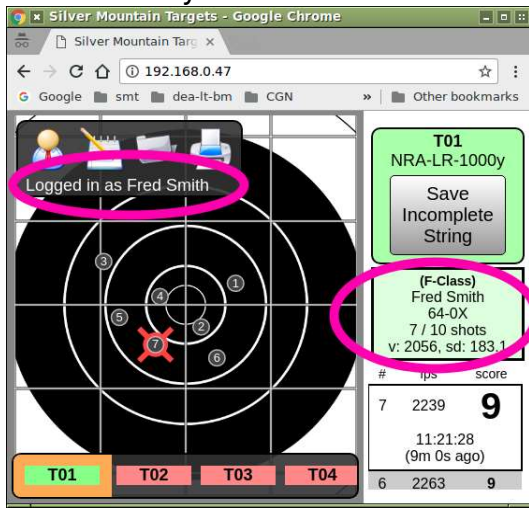 Silver Mountain Targets - Google Chrome
Silver Mountain Targ
192.168.0.47
Google smt dea-lt-bm CGN » Other bookmarks
Logged in as Fred Smith
T01
NRA-LR-1000y
Save
Incomplete
String
(F-Class)
Fred Smith
64-0X
7 / 10 shots
v: 2056, sd: 183.1
# fps score
7 2239 9
11:21:28
(9m 0s ago)
6 2263 9
3
1
4
5
2
7
6
T01 T02 T03 T04